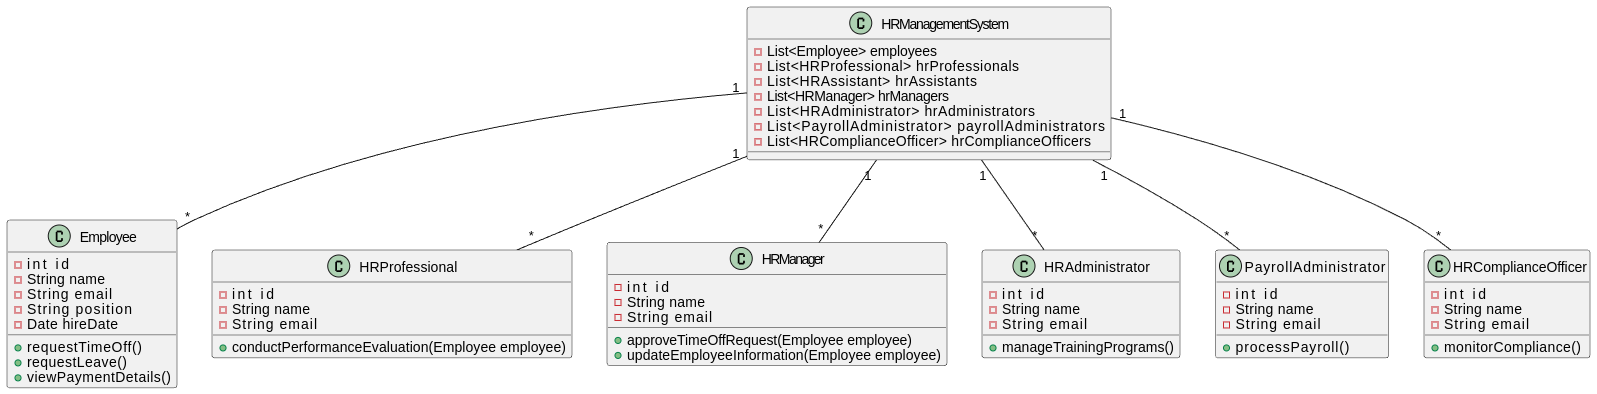 C HRManagementSystem
List<Employee> employees
List<HRProfessional> hrProfessionals
List<HRAssistant> hrAssistants
List<HRManager> hrManagers
List<HRAdministrator> hrAdministrators
List<PayrollAdministrator> payrollAdministrators
List<HRComplianceOfficer> hrComplianceOfficers
1
1
1
1
1
1
*
*
*
*
*
*
C Employee
int id
String name
String email
String position
Date hireDate
requestTimeOff()
requestLeave()
viewPaymentDetails()
C HRProfessional
int id
String name
String email
conductPerformanceEvaluation(Employee employee)
C HRManager
int id
String name
String email
approveTimeOffRequest(Employee employee)
updateEmployeeInformation(Employee employee)
C HRAdministrator
int id
String name
String email
manageTrainingPrograms()
C PayrollAdministrator
int id
String name
String email
processPayroll()
C HRComplianceOfficer
int id
String name
String email
monitorCompliance()